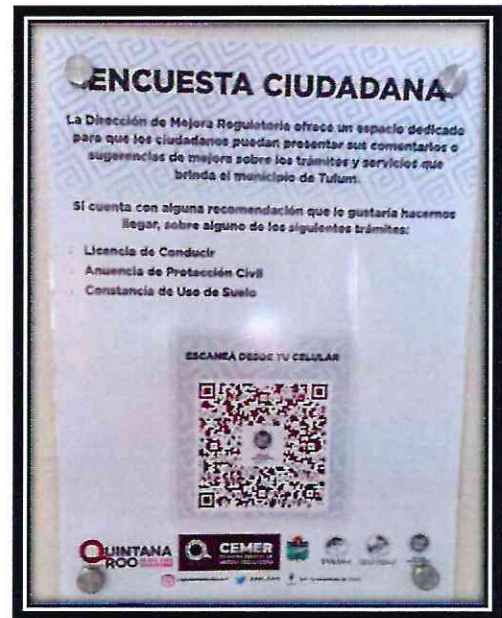 ENCUESTA CIUDADANA
La Dirección de Mejora Regulatoria ofrece un espacio dedicado
para que los ciudadanos puedan presentar sus comentarios o
sugerencias de mejora sobre los trámites y servicios que
brinda el municipio de Tulum.
Si cuenta con alguna recomendación que le gustaría hacernos
llegar, sobre alguno de los siguientes trámites:
Licencia de Conducir
Anuencia de Protección Civil
Constancia de Uso de Suelo
ESCANEA DESDE TU CELULAR
QUINTANA
ROO
CEMER
TULUM